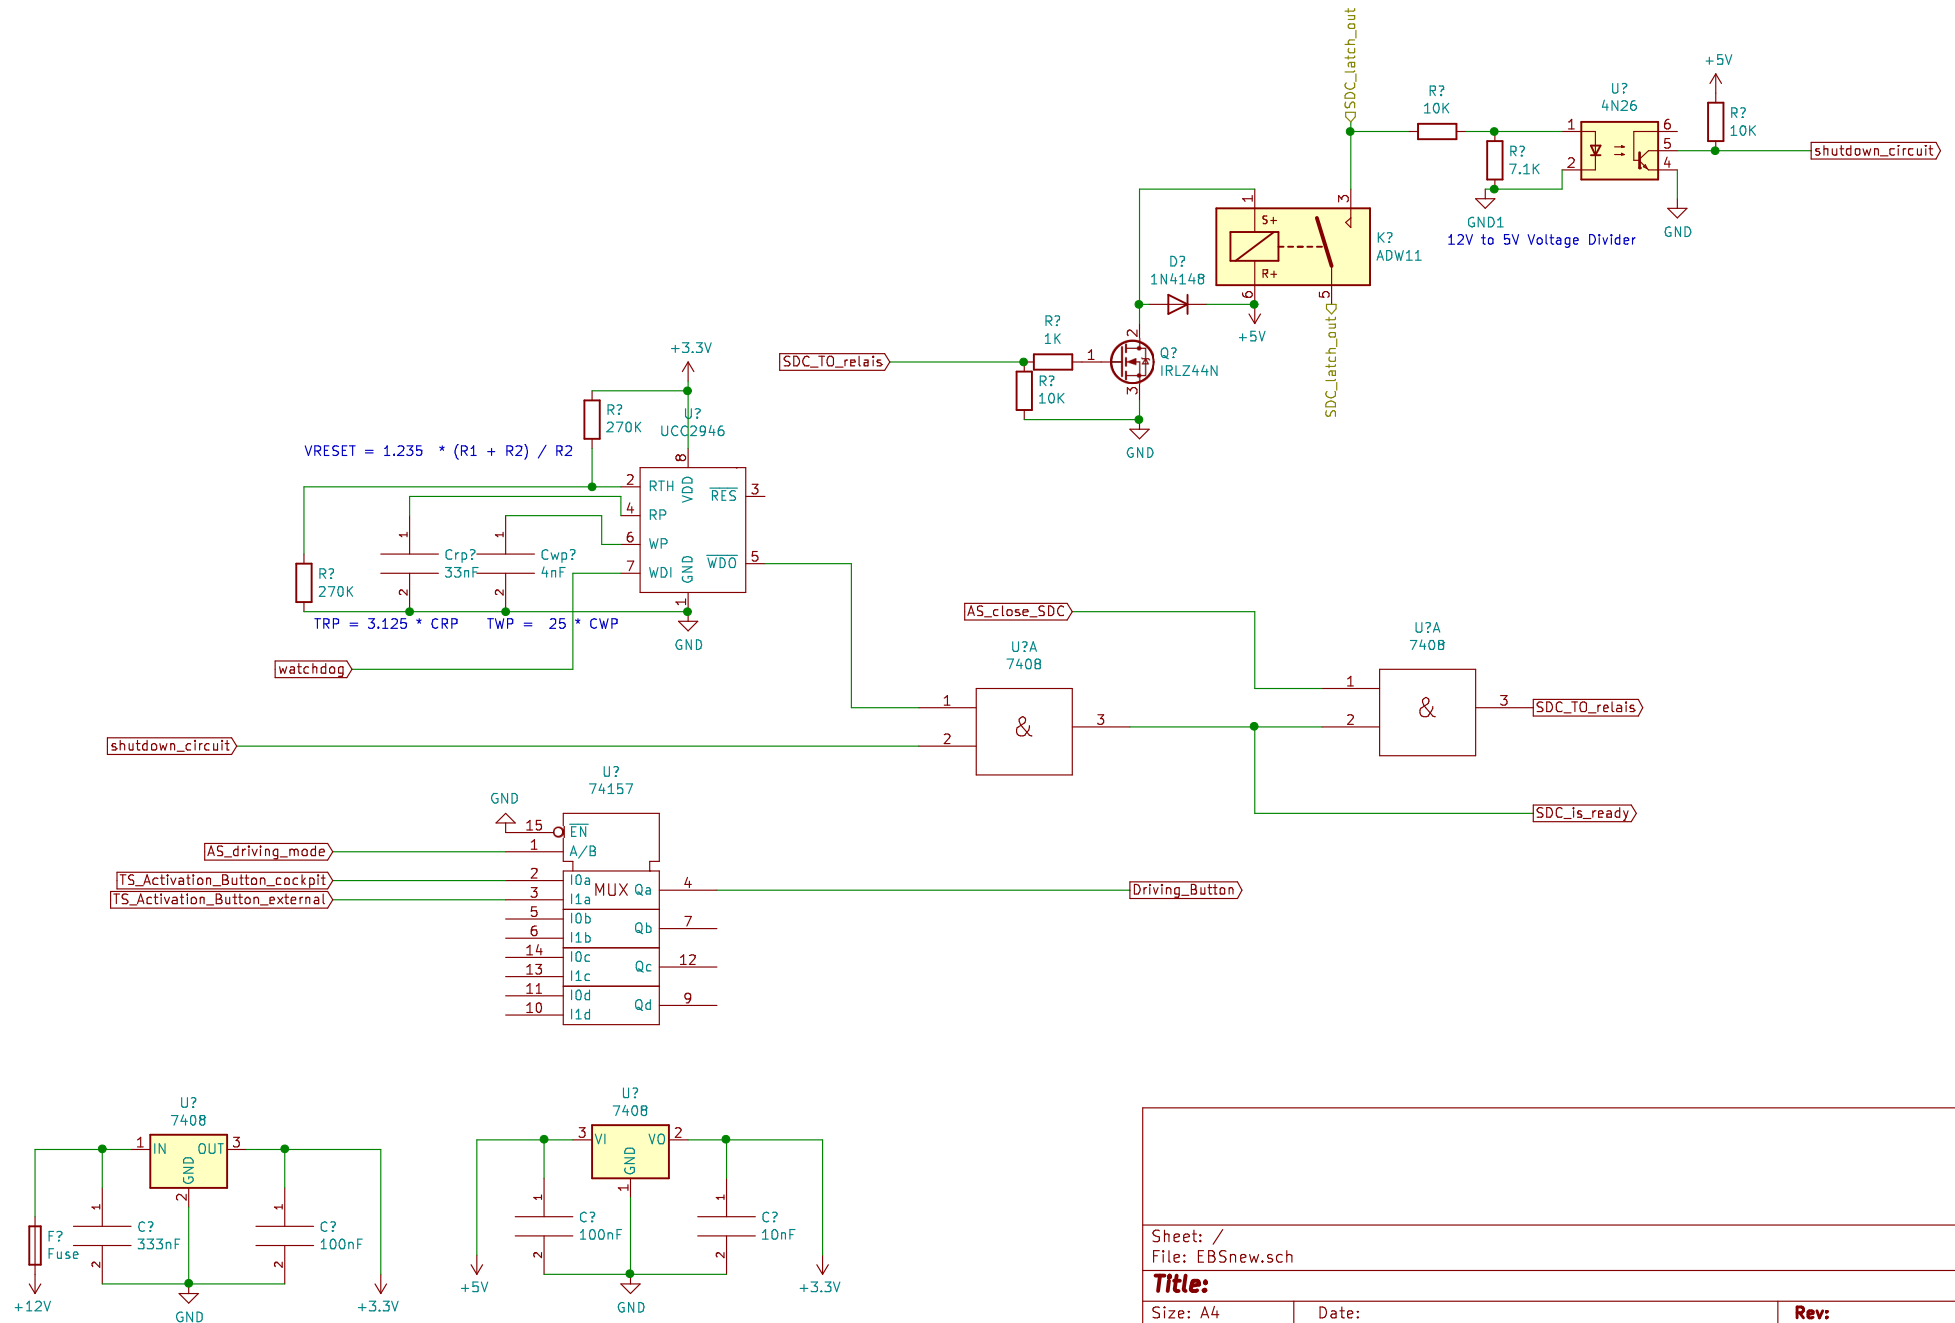 SDC_latch_out
+5V
R?
10K
U?
4N26
R?
10K
1
6
5
4
2
shutdown_circuit
R?
7.1K
GND1
GND
12V to 5V Voltage Divider
1
3
S+
R+
K?
ADW11
6
5
D?
1N4148
+5V
SDC_latch_out
R?
1K
SDC_TO_relais
1
2
3
Q?
IRLZ44N
R?
10K
GND
+3.3V
R?
270K
U?
UCC2946
VRESET = 1.235  * (R1 + R2) / R2
8
2
RTH
VDD
RES
3
4
RP
6
WP
7
WDI
GND
WDO
5
1
1
Crp?
33nF
2
1
Cwp?
4nF
2
R?
270K
TRP = 3.125 * CRP
TWP =  25 * CWP
GND
watchdog
AS_close_SDC
U?A
7408
1
2
&
3
U?A
7408
1
2
&
3
SDC_TO_relais
shutdown_circuit
SDC_is_ready
U?
74157
GND
15
EN
AS_driving_mode
1
A/B
TS_Activation_Button_cockpit
2
I0a
MUX
Qa
4
Driving_Button
TS_Activation_Button_external
3
I1a
5
I0b
Qb
7
6
I1b
14
I0c
Qc
12
13
I1c
11
I0d
Qd
9
10
I1d
U?
7408
1
IN
OUT
3
GND
2
1
C?
333nF
2
1
C?
100nF
2
F?
Fuse
+12V
GND
+3.3V
U?
7408
3
VI
VO
2
GND
1
1
C?
100nF
2
1
C?
10nF
2
+5V
GND
+3.3V
Sheet: /
File: EBSnew.sch
Title:
Size: A4
Date:
Rev: